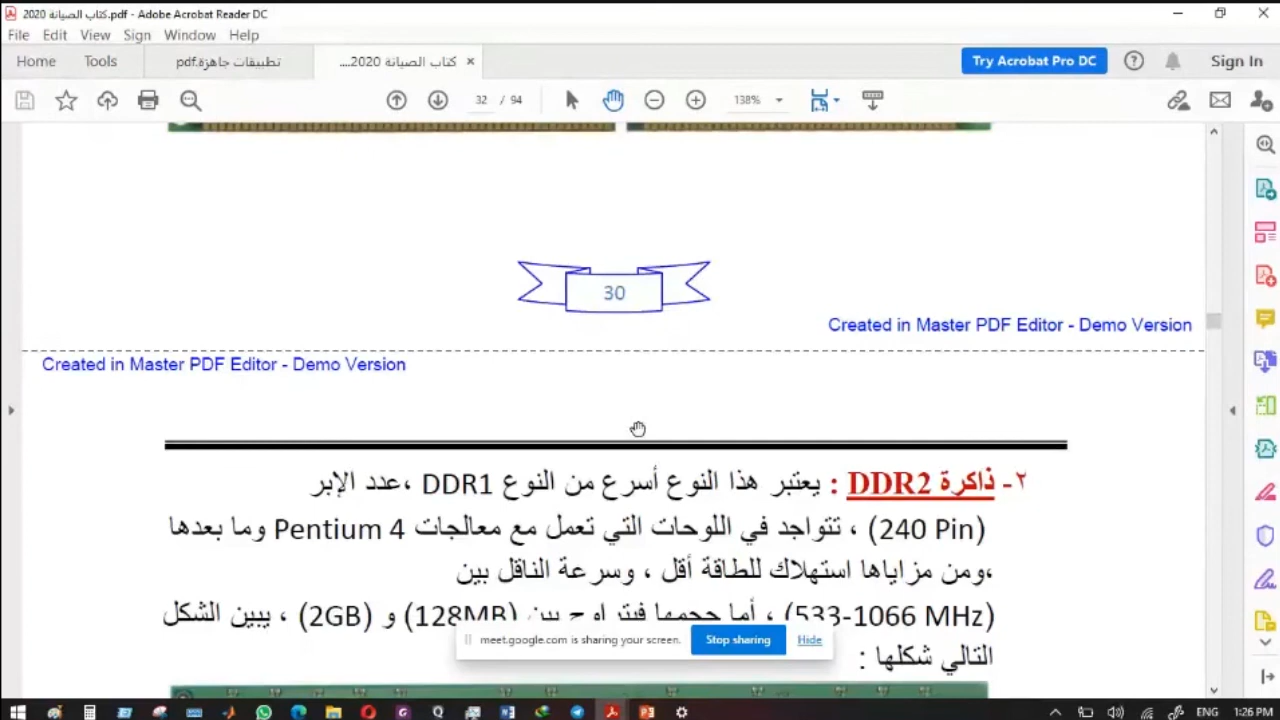 كتاب الصيانة 2020.pdf - Adobe Acrobat Reader DC
File Edit View Sign Window Help
Home Tools تطبيقات جاهزة.pdf كتاب الصيانة 2020... × Try Acrobat Pro DC Sign In
32 / 94 138%
30
Created in Master PDF Editor - Demo Version
Created in Master PDF Editor - Demo Version
٢- ذاكرة DDR2 : يعتبر هذا النوع أسرع من النوع DDR1 ،عدد الإبر
(240 Pin) ، تتواجد في اللوحات التي تعمل مع معالجات Pentium 4 وما بعدها
،ومن مزاياها استهلاك للطاقة أقل ، وسرعة الناقل بين
(533-1066 MHz) ، أما حجمها فيتراوح بين (128MB) و (2GB) ، يبين الشكل
meet.google.com is sharing your screen. Stop sharing Hide
التالي شكلها :
ENG 1:26 PM